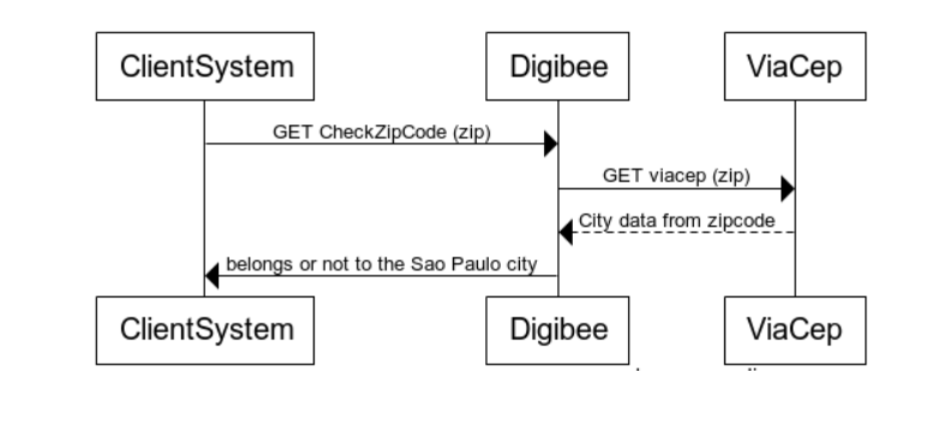 ClientSystem
Digibee
ViaCep
GET CheckZipCode (zip)
GET viacep (zip)
City data from zipcode
belongs or not to the Sao Paulo city
ClientSystem
Digibee
ViaCep